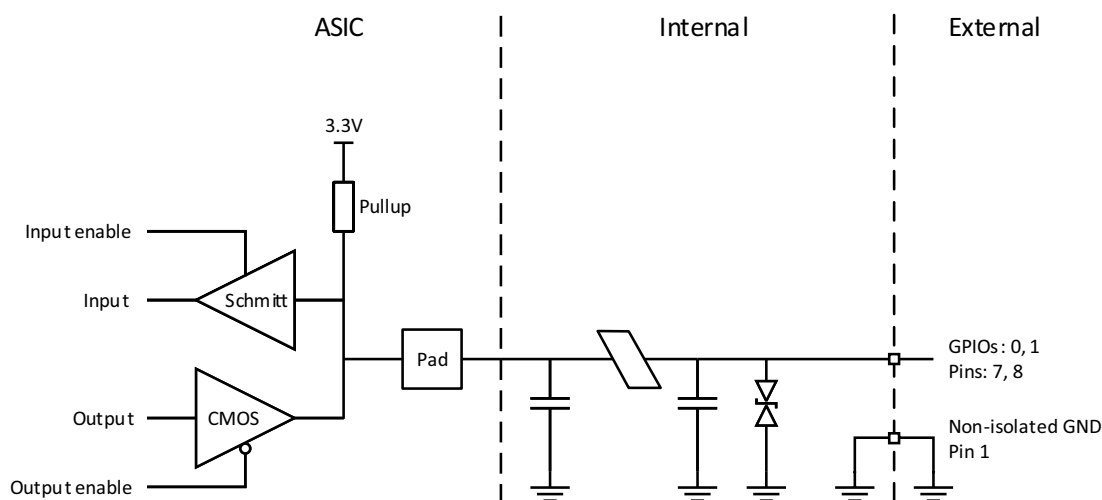 ASIC
Internal
External
3.3V
Pullup
Input enable
Input
Schmitt
Pad
GPIOs: 0, 1
Pins: 7, 8
Output
CMOS
Non-isolated GND
Pin 1
Output enable